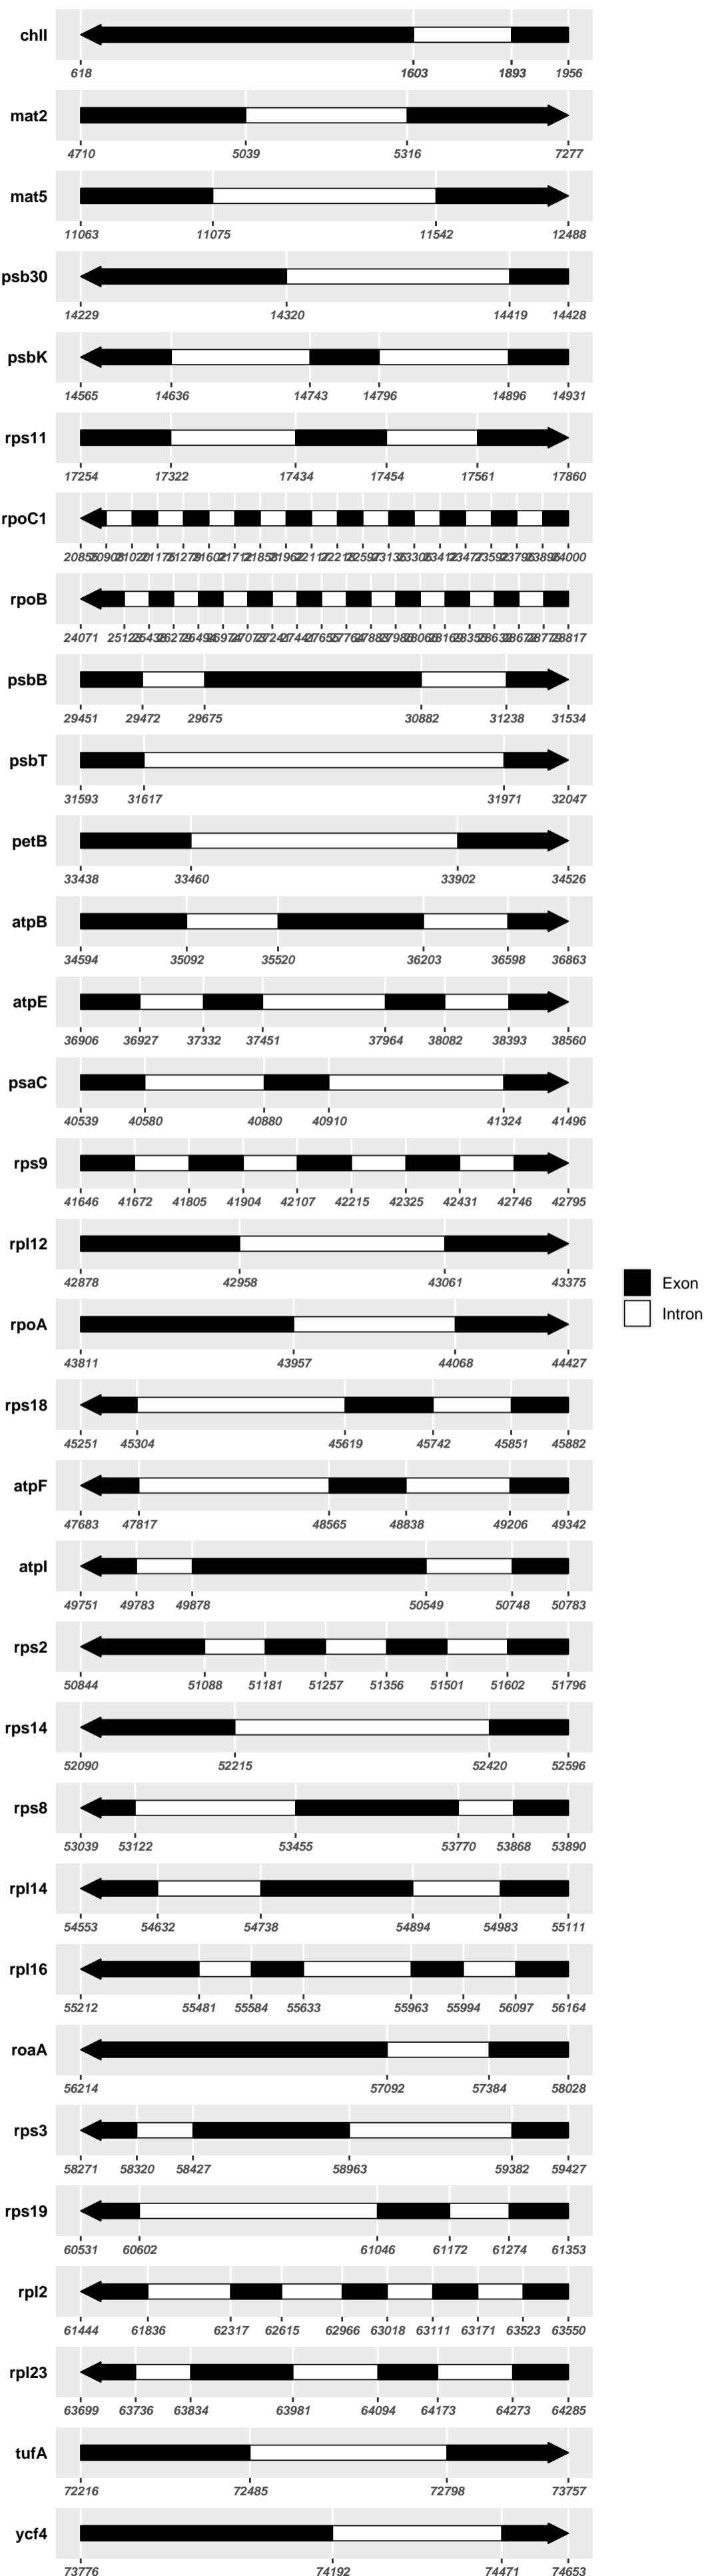 chlI
618 1603 1893 1956
mat2
4710 5039 5316 7277
mat5
11063 11075 11542 12488
psb30
14229 14320 14419 14428
psbK
14565 14636 14743 14796 14896 14931
rps11
17254 17322 17434 17454 17561 17860
rpoC1
rpoB
24071 28817
psbB
29451 29472 29675 30882 31238 31534
psbT
31593 31617 31971 32047
petB
33438 33460 33902 34526
atpB
34594 35092 35520 36203 36598 36863
atpE
36906 36927 37332 37451 37964 38082 38393 38560
psaC
40539 40580 40880 40910 41324 41496
rps9
41646 41672 41805 41904 42107 42215 42325 42431 42746 42795
rpl12
42878 42958 43061 43375
Exon
Intron
rpoA
43811 43957 44068 44427
rps18
45251 45304 45619 45742 45851 45882
atpF
47683 47817 48565 48838 49206 49342
atpI
49751 49783 49878 50549 50748 50783
rps2
50844 51088 51181 51257 51356 51501 51602 51796
rps14
52090 52215 52420 52596
rps8
53039 53122 53455 53770 53868 53890
rpl14
54553 54632 54738 54894 54983 55111
rpl16
55212 55481 55584 55633 55963 55994 56097 56164
roaA
56214 57092 57384 58028
rps3
58271 58320 58427 58963 59382 59427
rps19
60531 60602 61046 61172 61274 61353
rpl2
61444 61836 62317 62615 62966 63018 63111 63171 63523 63550
rpl23
63699 63736 63834 63981 64094 64173 64273 64285
tufA
72216 72485 72798 73757
ycf4
73776 74192 74471 74653